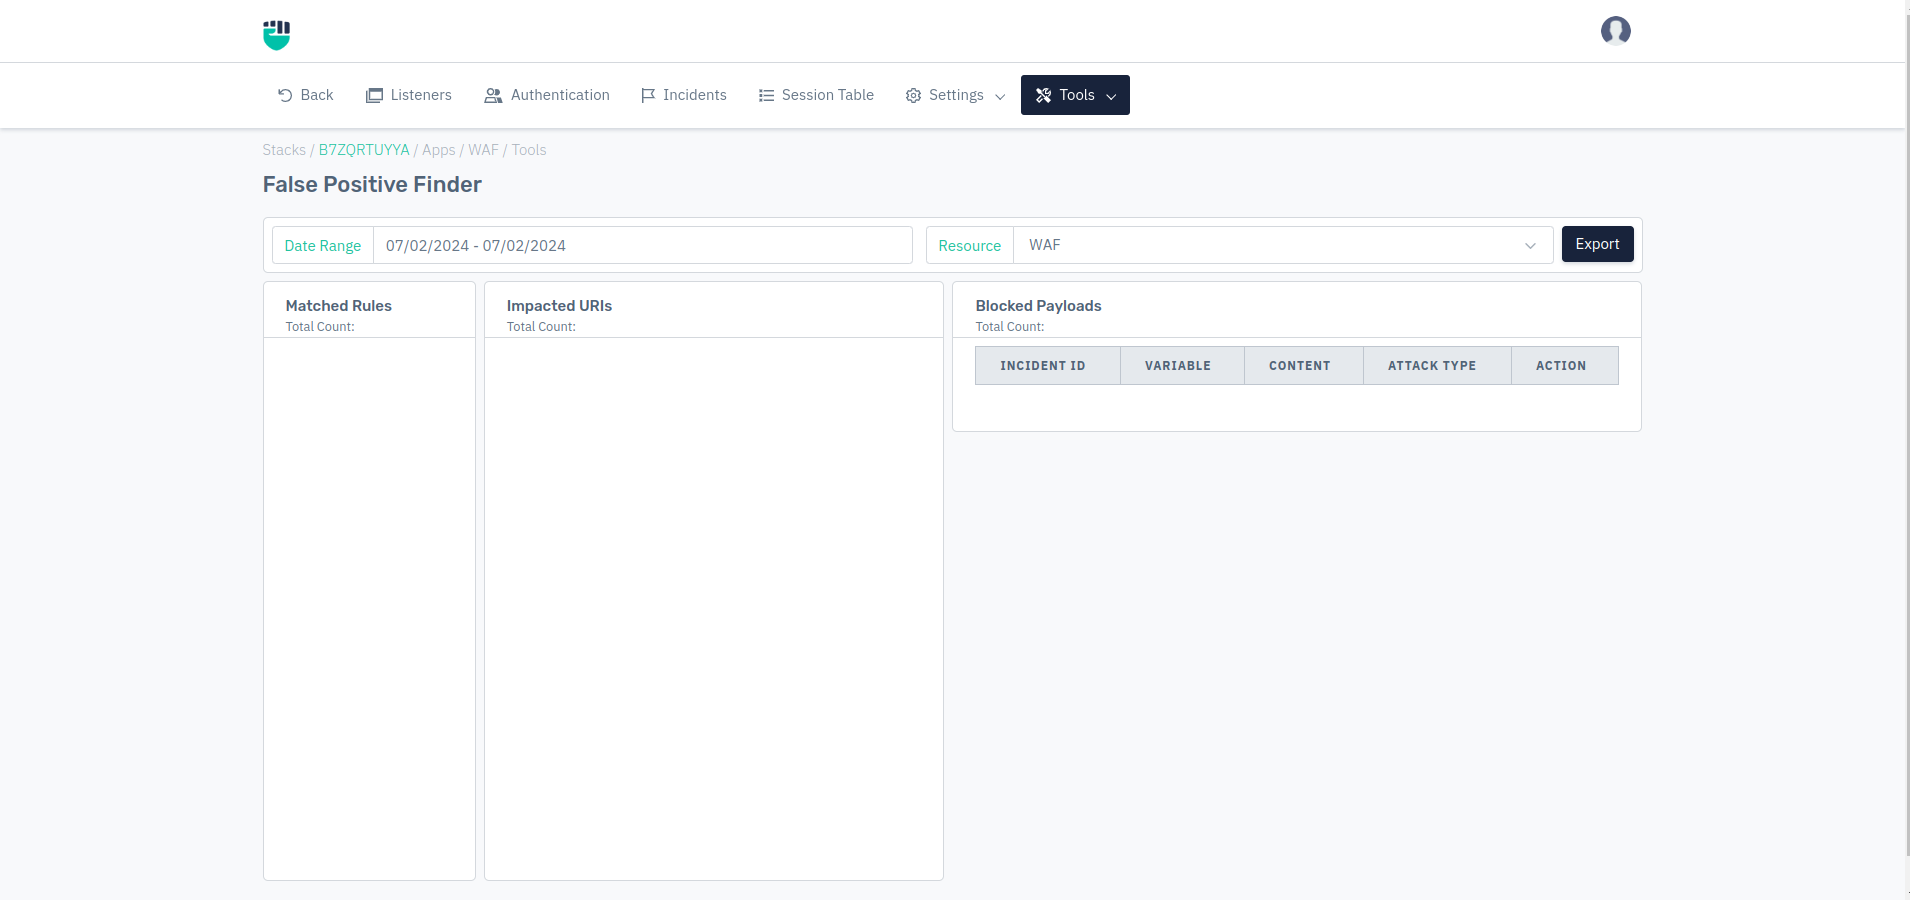 Back Listeners Authentication Incidents Session Table Settings Tools
Stacks / B7ZQRTUYYA / Apps / WAF / Tools
False Positive Finder
Date Range 07/02/2024 - 07/02/2024 Resource WAF Export
Matched Rules
Total Count:
Impacted URIs
Total Count:
Blocked Payloads
Total Count:
INCIDENT ID VARIABLE CONTENT ATTACK TYPE ACTION